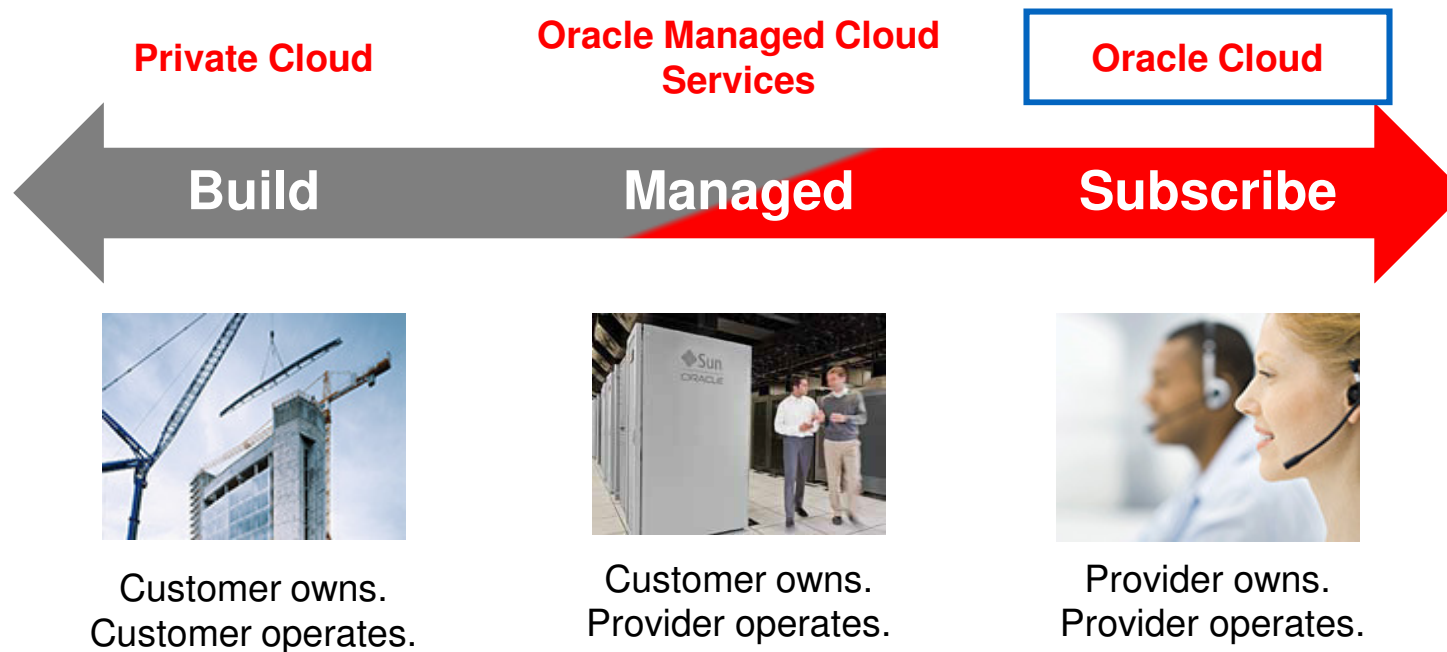 Private Cloud
Oracle Managed Cloud
Services
Oracle Cloud
Build
Managed
Subscribe
Sun
ORACLE
Customer owns.
Customer operates.
Customer owns.
Provider operates.
Provider owns.
Provider operates.